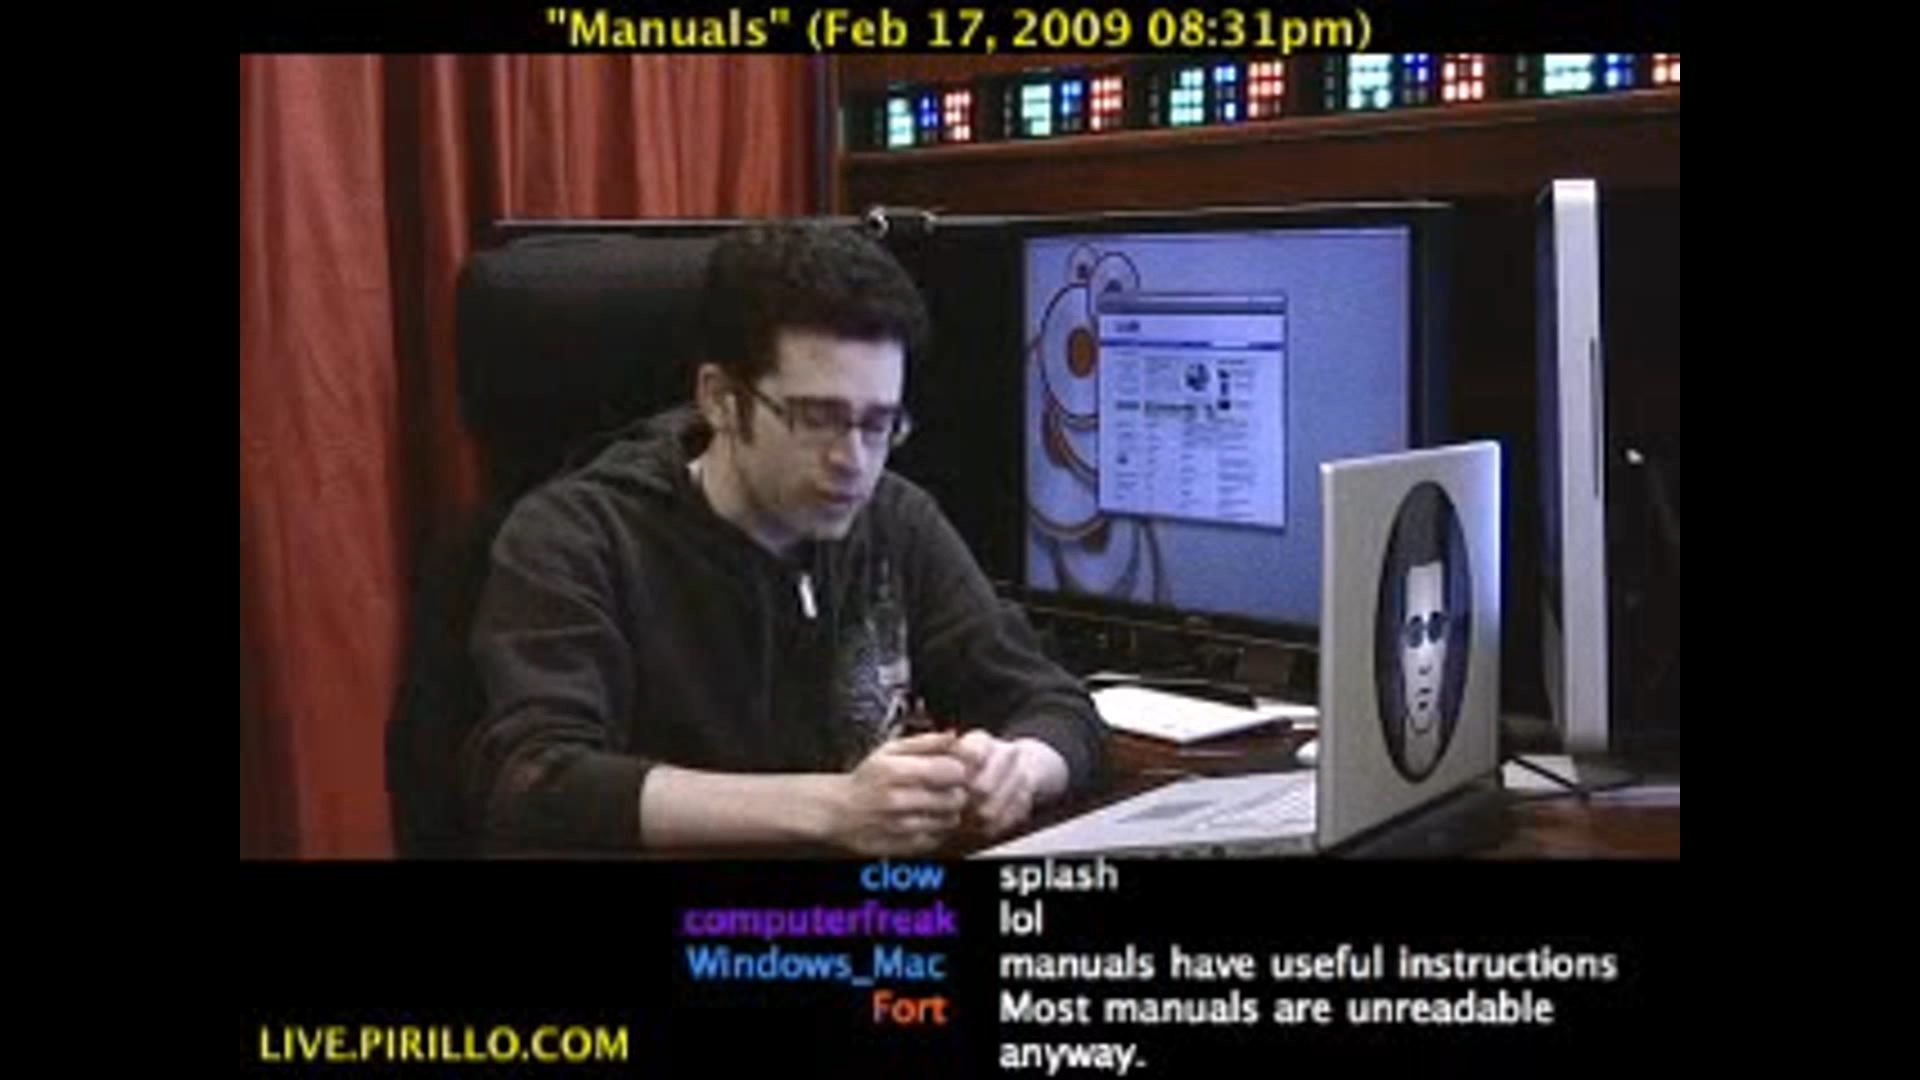 "Manuals" (Feb 17, 2009 08:31pm)
clow splash
computerfreak lol
Windows_Mac manuals have useful instructions
Fort Most manuals are unreadable
anyway.
LIVE.PIRILLO.COM